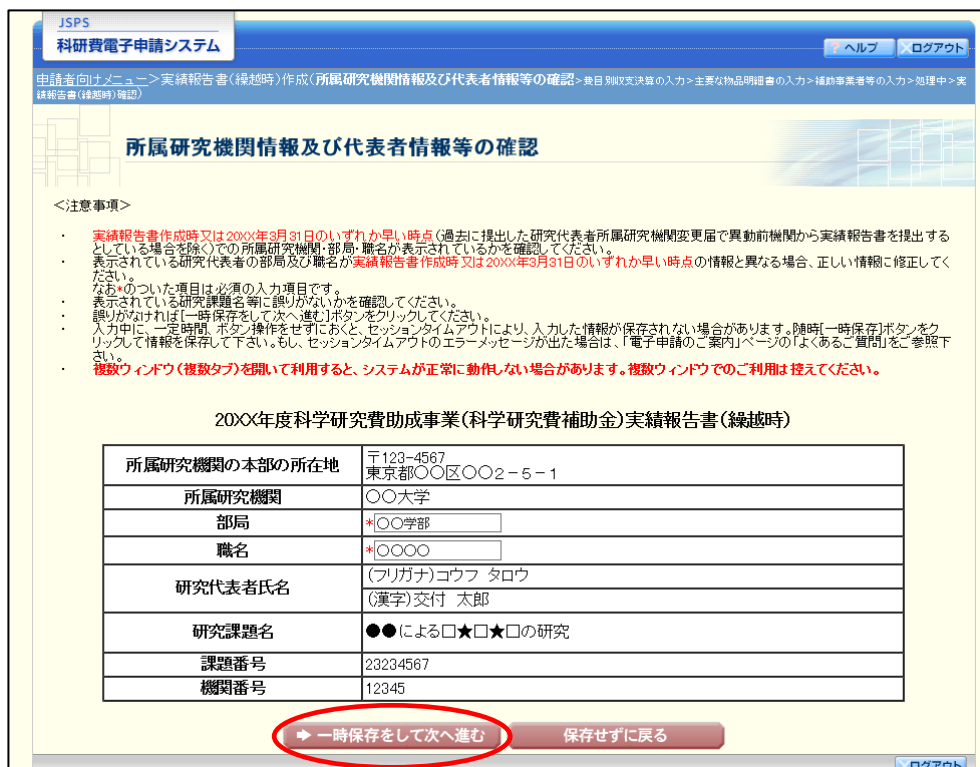 JSPS
科研費電子申請システム
? ヘルプ
ログアウト
申請者向けメニュー>実績報告書(繰越時)作成(所属研究機関情報及び代表者情報等の確認>費目別収支決算の入力>主要な物品明細書の入力>補助事業者等の入力>処理中>実
績報告書(繰越時)確認)
所属研究機関情報及び代表者情報等の確認
<注意事項>
・ 実績報告書作成時又は20XX年3月31日のいずれか早い時点(過去に提出した研究代表者所属研究機関変更届で異動前機関から実績報告書を提出する
としている場合を除く)での所属研究機関・部局・職名が表示されているかを確認してください。
・ 表示されている研究代表者の部局及び職名が実績報告書作成時又は20XX年3月31日のいずれか早い時点の情報と異なる場合、正しい情報に修正してく
ださい。
なお*のついた項目は必須の入力項目です。
・ 表示されている研究課題名等に誤りがないかを確認してください。
・ 誤りがなければ[一時保存をして次へ進む]ボタンをクリックしてください。
・ 入力中に、一定時間、ボタン操作をせずにおくと、セッションタイムアウトにより、入力した情報が保存されない場合があります。随時[一時保存]ボタンをク
リックして情報を保存して下さい。もし、セッションタイムアウトのエラーメッセージが出た場合は、「電子申請のご案内」ページの「よくあるご質問」をご参照下
さい。
・ 複数ウィンドウ(複数タブ)を開いて利用すると、システムが正常に動作しない場合があります。複数ウィンドウでのご利用は控えてください。
20XX年度科学研究費助成事業(科学研究費補助金)実績報告書(繰越時)
所属研究機関の本部の所在地
〒123-4567
東京都〇〇区〇〇2-5-1
所属研究機関
〇〇大学
部局
*〇〇学部
職名
*〇〇〇〇
研究代表者氏名
(フリガナ)コウフ タロウ
(漢字)交付 太郎
研究課題名
●●による□★□★□の研究
課題番号
23234567
機関番号
12345
➡ 一時保存をして次へ進む
保存せずに戻る
ログアウト